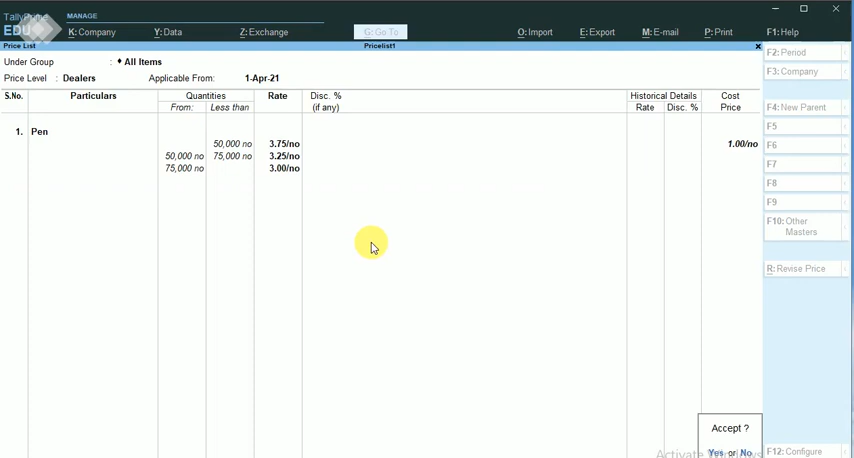 TallyPrime
EDU
MANAGE
K: Company
Y: Data
Z: Exchange
G: Go To
O: Import
E: Export
M: E-mail
P: Print
F1: Help
Price List
Pricelist1
Under Group : ♦ All Items
Price Level : Dealers Applicable From: 1-Apr-21
S.No. Particulars Quantities Rate Disc. % Historical Details Cost
From: Less than (if any) Rate Disc. % Price
1. Pen
50,000 no 3.75/no 1.00/no
50,000 no 75,000 no 3.25/no
75,000 no 3.00/no
Accept ?
Yes or No
F2: Period
F3: Company
F4: New Parent
F5
F6
F7
F8
F9
F10: Other
Masters
R: Revise Price
F12: Configure